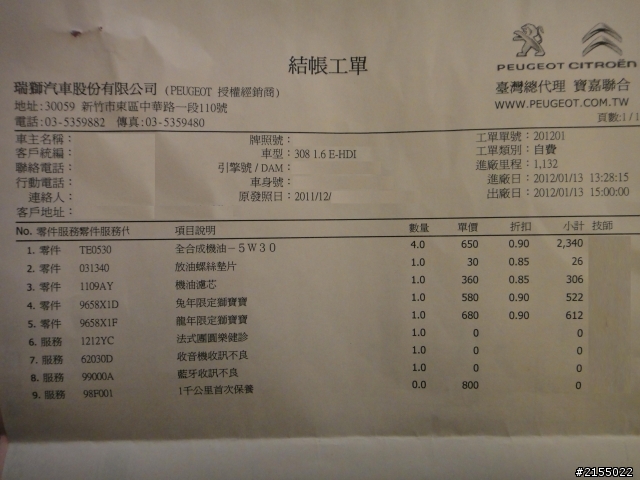 結帳工單
PEUGEOT CITROËN
瑞獅汽車股份有限公司 (PEUGEOT 授權經銷商)
臺灣總代理 寶嘉聯合
地址:30059 新竹市東區中華路一段110號
WWW.PEUGEOT.COM.TW
電話:03-5359882 傳真:03-5359480
頁數:1/1
車主名稱: 牌照號: 工單單號:201201
客戶統編: 車型:308 1.6 E-HDI 工單類別:自費
聯絡電話: 引擎號/DAM: 進廠里程:1,132
行動電話: 車身號: 進廠日:2012/01/13 13:28:15
連絡人: 原發照日:2011/12/ 出廠日:2012/01/13 15:00:00
客戶地址:
No. 零件服務零件服務代 項目說明 數量 單價 折扣 小計 技師
1. 零件 TE0530 全合成機油-5W30 4.0 650 0.90 2,340
2. 零件 031340 放油螺絲墊片 1.0 30 0.85 26
3. 零件 1109AY 機油濾芯 1.0 360 0.85 306
4. 零件 9658X1D 兔年限定獅寶寶 1.0 580 0.90 522
5. 零件 9658X1F 龍年限定獅寶寶 1.0 680 0.90 612
6. 服務 1212YC 法式團圓樂健診 1.0 0 0
7. 服務 62030D 收音機收訊不良 1.0 0 0
8. 服務 99000A 藍牙收訊不良 1.0 0 0
9. 服務 98F001 1千公里首次保養 0.0 800 0
#2155022